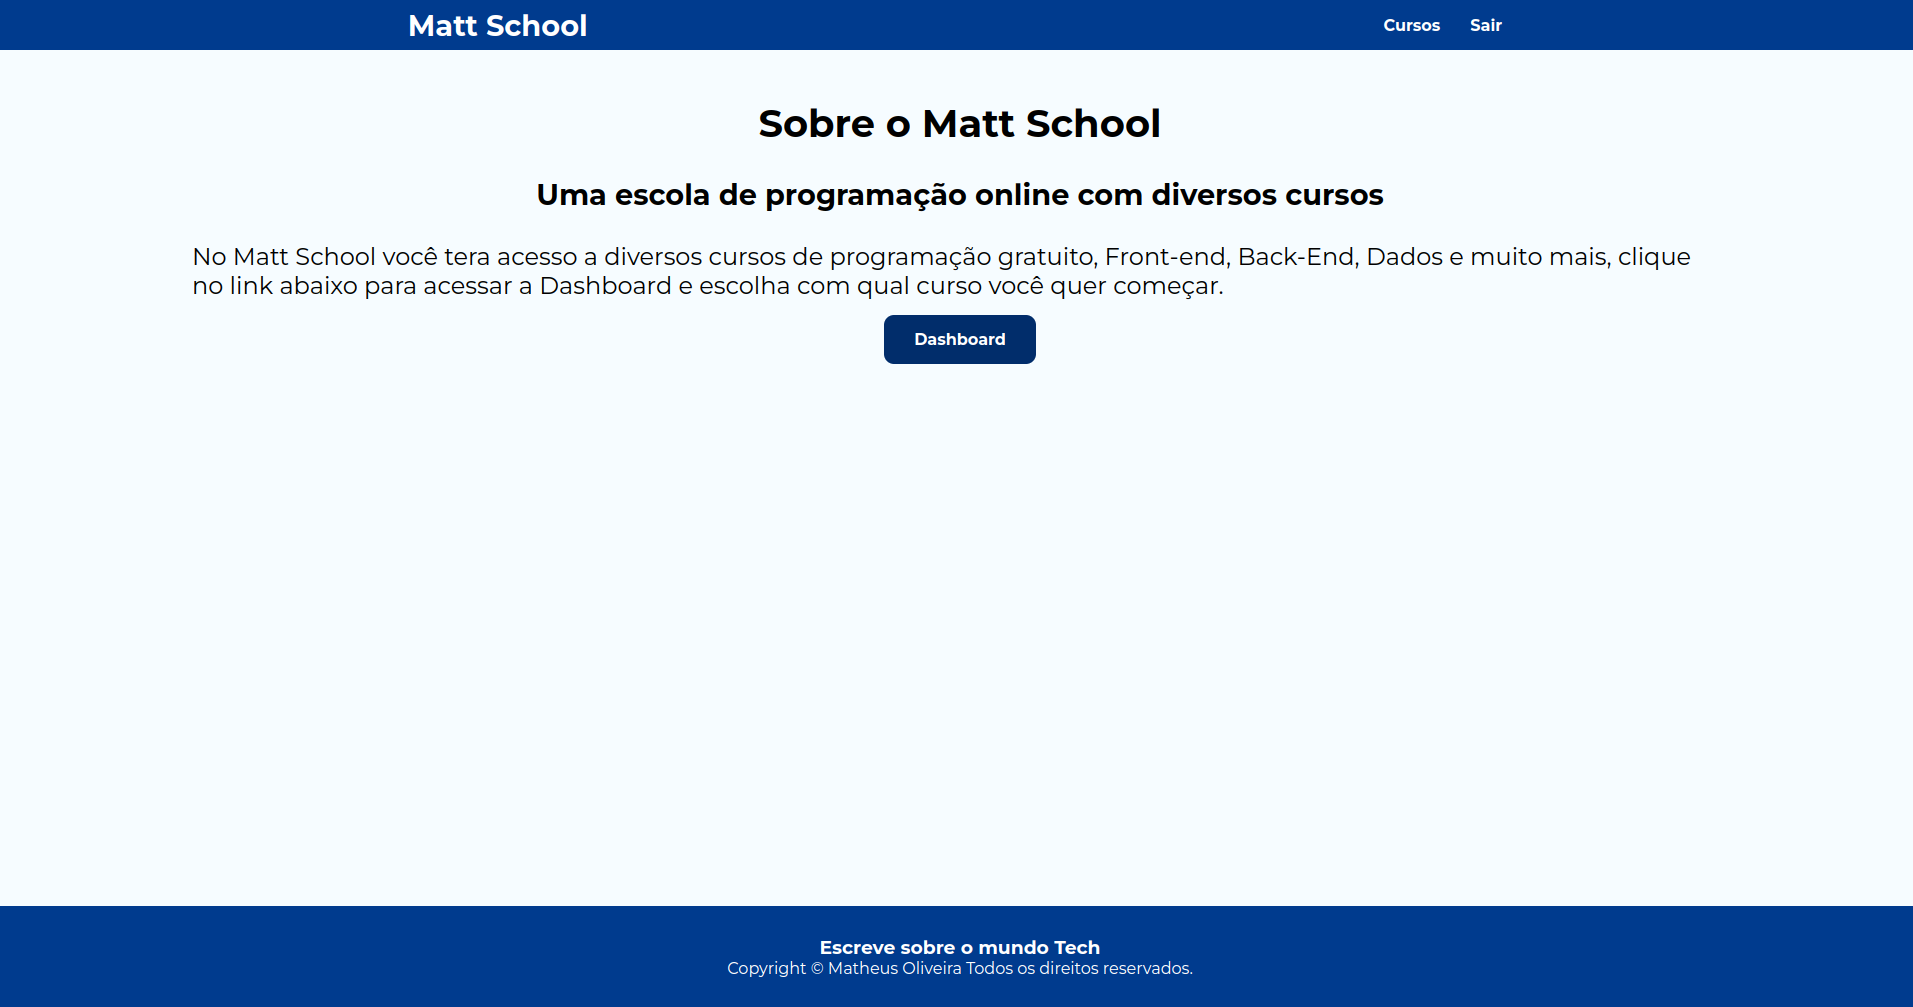 Matt School
Cursos
Sair
Sobre o Matt School
Uma escola de programação online com diversos cursos
No Matt School você tera acesso a diversos cursos de programação gratuito, Front-end, Back-End, Dados e muito mais, clique
no link abaixo para acessar a Dashboard e escolha com qual curso você quer começar.
Dashboard
Escreve sobre o mundo Tech
Copyright © Matheus Oliveira Todos os direitos reservados.